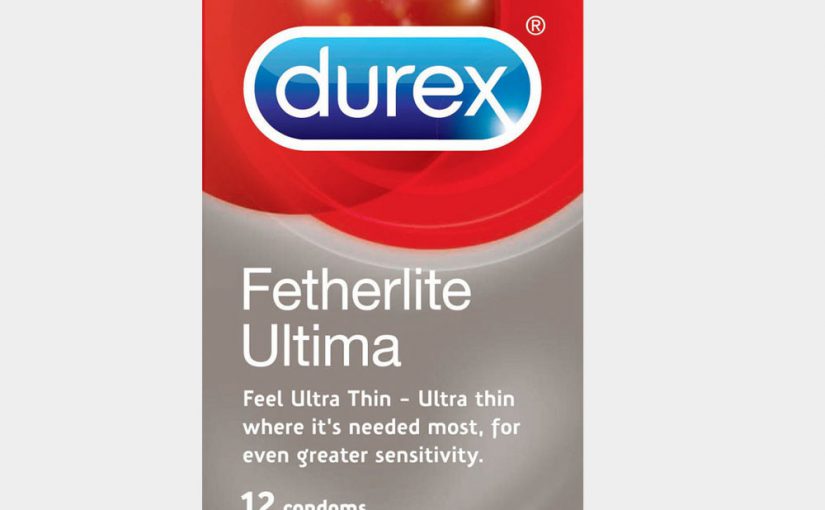 durex®
Fetherlite
Ultima
Feel Ultra Thin - Ultra thin
where it's needed most, for
even greater sensitivity.
12 condoms